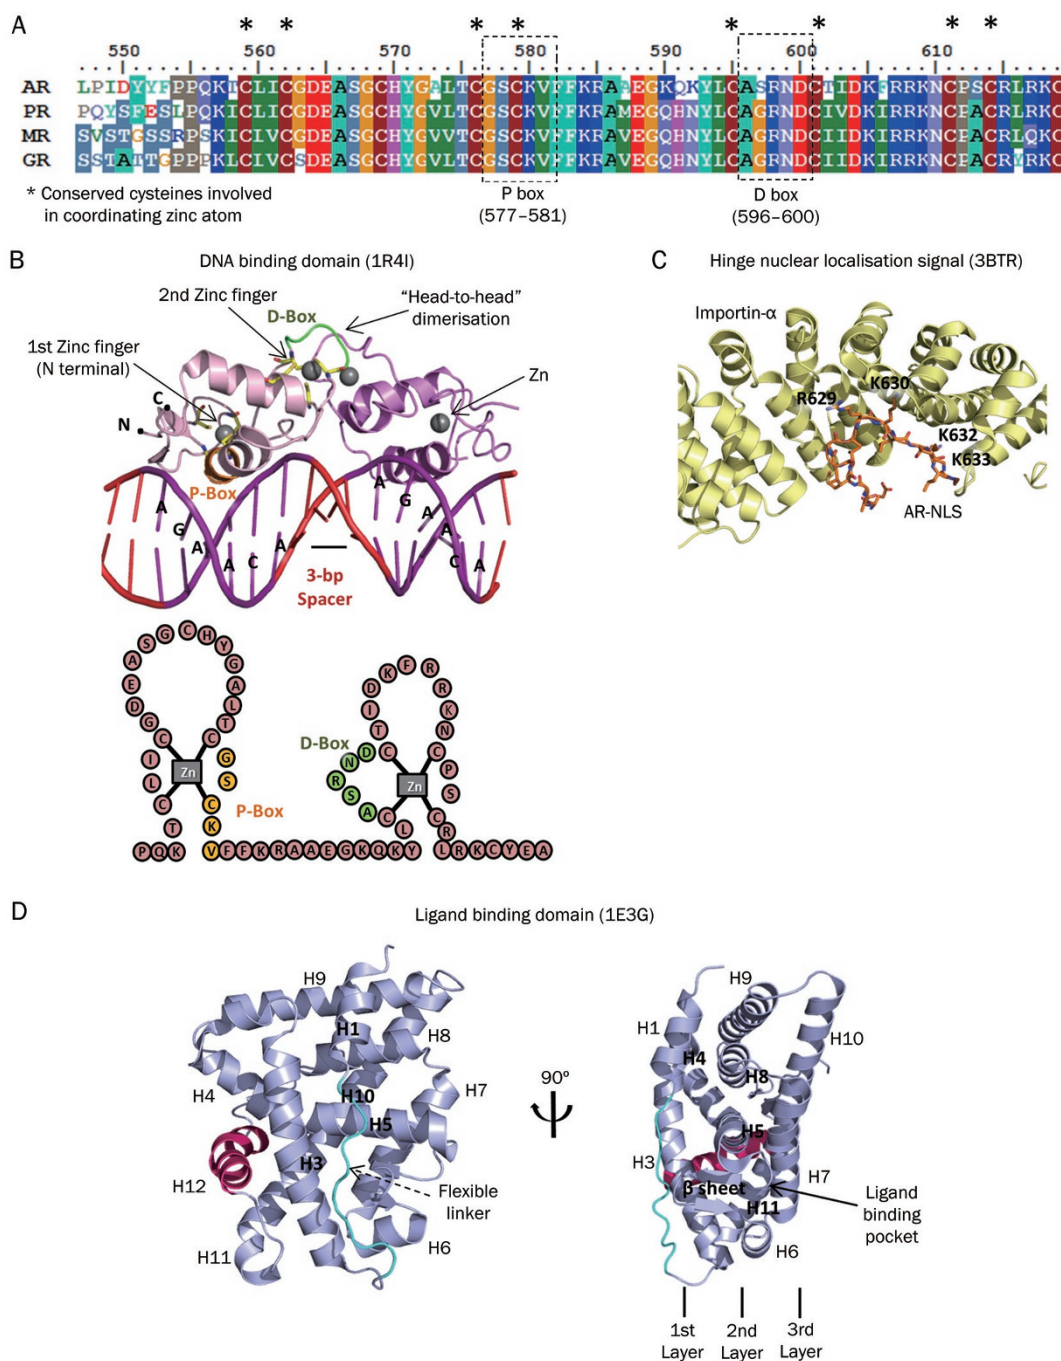 A
* * * * * * * *
550 560 570 580 590 600 610
AR LPIDYYFPPQKTCLICGDEASGCHYGALTCGSCKVFFKRAAEGKQKYLCASRNDCTIDKFRRKNCPSCRLRKC
PR PQYSFESLPQKICLICGDEASGCHYGVLTCGSCKVFFKRAMEGQHNYLCAGRNDCIVDKIRRKNCPACRLRKC
MR SVSTGSSRPSKICLVCGDEASGCHYGVVTCGSCKVFFKRAVEGQHNYLCAGRNDCIIDKIRRKNCPACRLQKC
GR SSTATTGPPPKLCLVCSDEASGCHYGVLTCGSCKVFFKRAVEGQHNYLCAGRNDCIIDKIRRKNCPACRYRKC
* Conserved cysteines involved
in coordinating zinc atom
P box
(577–581)
D box
(596–600)
B
DNA binding domain (1R4I)
2nd Zinc finger
D-Box
“Head-to-head”
dimerisation
1st Zinc finger
(N terminal)
Zn
C
N
P-Box
A G A A C A
A G A A C A
3-bp
Spacer
C
Hinge nuclear localisation signal (3BTR)
Importin-α
R629
K630
K632
K633
AR-NLS
P Q K T C L I C G D E A S G C H Y G A L T C G S C K V F F K R A A E G K Q K Y L C A S R N D C T I D K F R R K N C P S C R L R K C Y E A
Zn
P-Box
D-Box
Zn
D
Ligand binding domain (1E3G)
H9
H1
H8
H4
H10
H7
H5
H3
H12
Flexible
linker
H11
H6
90º
H9
H1
H10
H4
H8
H5
H3
H7
β sheet
H11
H6
Ligand
binding
pocket
1st
Layer
2nd
Layer
3rd
Layer